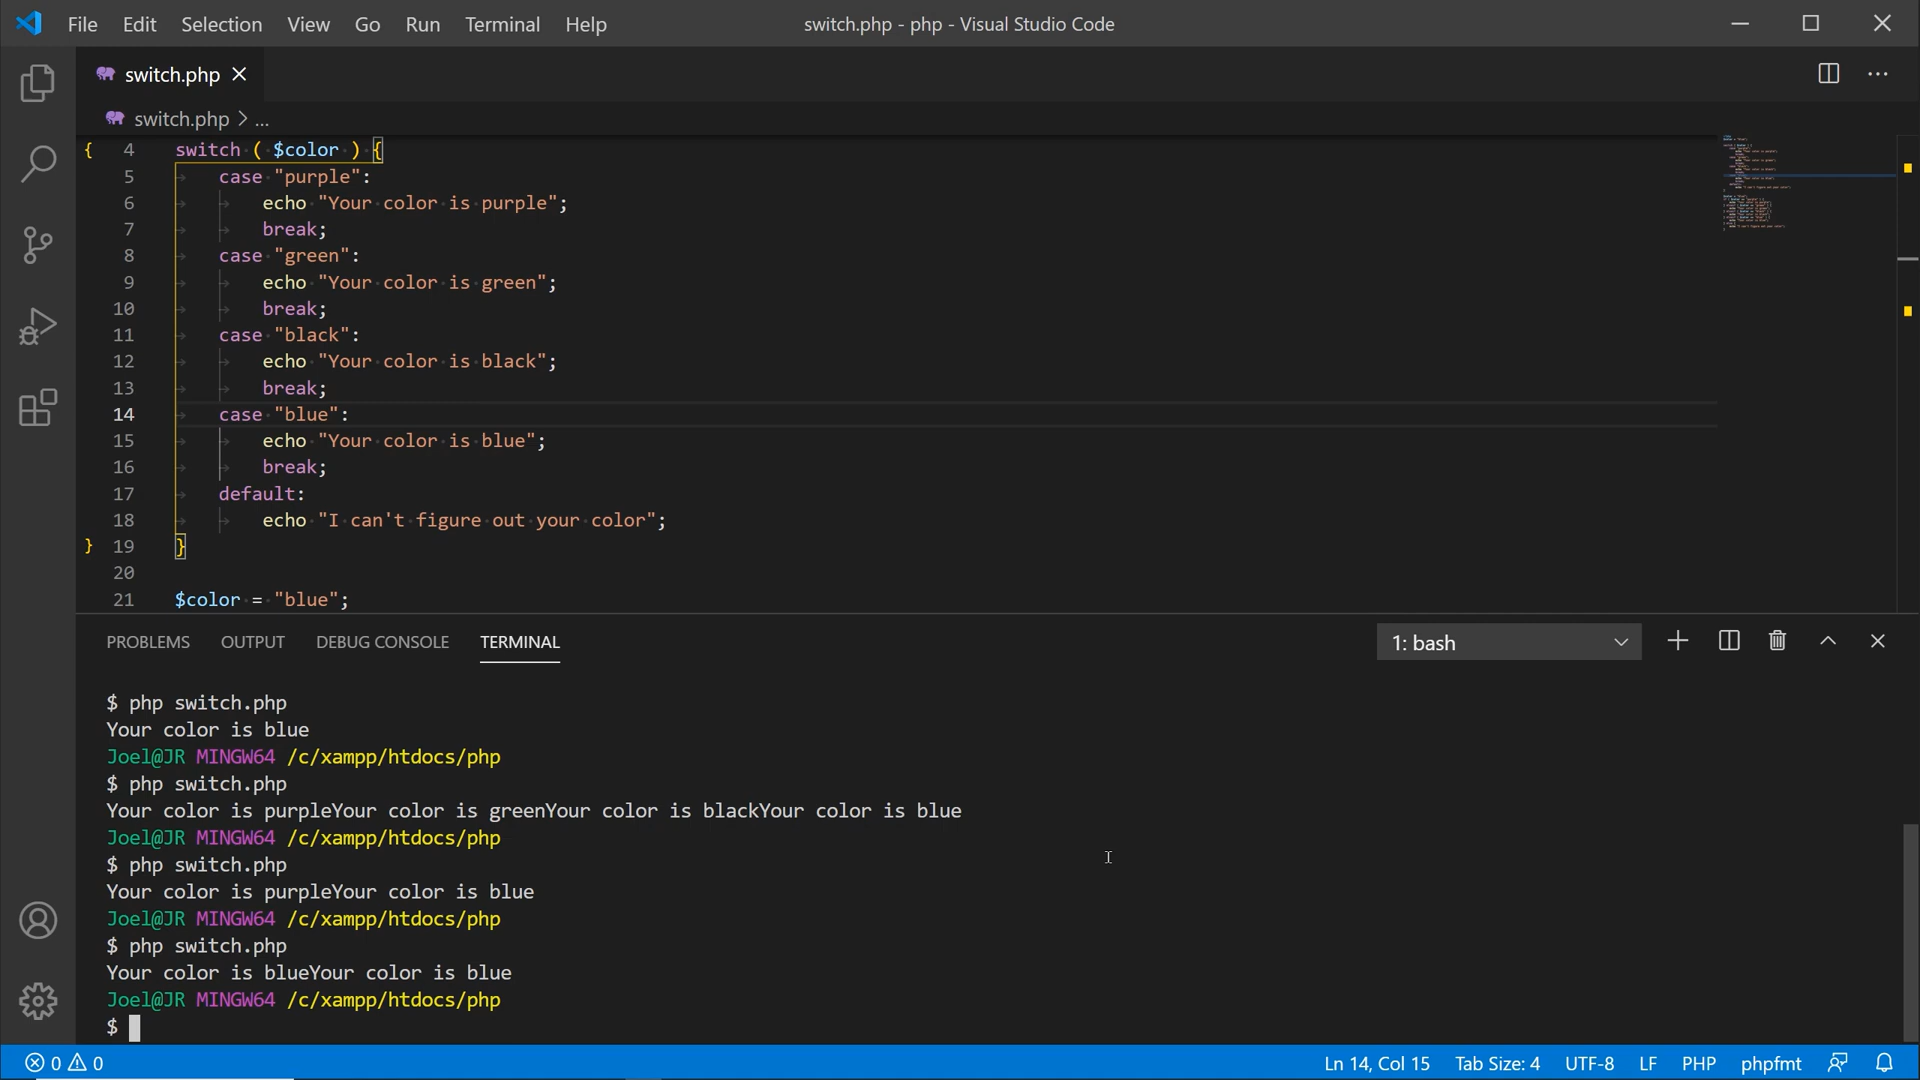 File Edit Selection View Go Run Terminal Help switch.php - php - Visual Studio Code
switch.php
switch.php > ...
{ 4 switch ( $color ) {
5 case "purple":
6 echo "Your color is purple";
7 break;
8 case "green":
9 echo "Your color is green";
10 break;
11 case "black":
12 echo "Your color is black";
13 break;
14 case "blue":
15 echo "Your color is blue";
16 break;
17 default:
18 echo "I can't figure out your color";
} 19 }
20
21 $color = "blue";
PROBLEMS OUTPUT DEBUG CONSOLE TERMINAL 1: bash
$ php switch.php
Your color is blue
Joel@JR MINGW64 /c/xampp/htdocs/php
$ php switch.php
Your color is purpleYour color is greenYour color is blackYour color is blue
Joel@JR MINGW64 /c/xampp/htdocs/php
$ php switch.php
Your color is purpleYour color is blue
Joel@JR MINGW64 /c/xampp/htdocs/php
$ php switch.php
Your color is blueYour color is blue
Joel@JR MINGW64 /c/xampp/htdocs/php
$
0 0 Ln 14, Col 15 Tab Size: 4 UTF-8 LF PHP phpfmt